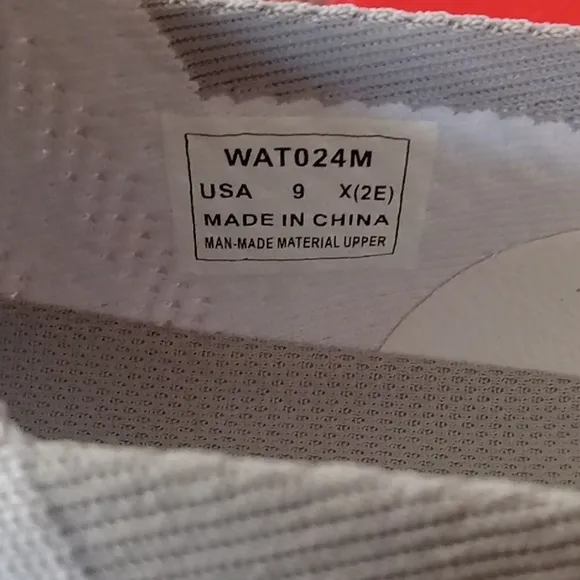 WAT024M
USA 9 X(2E)
MADE IN CHINA
MAN-MADE MATERIAL UPPER